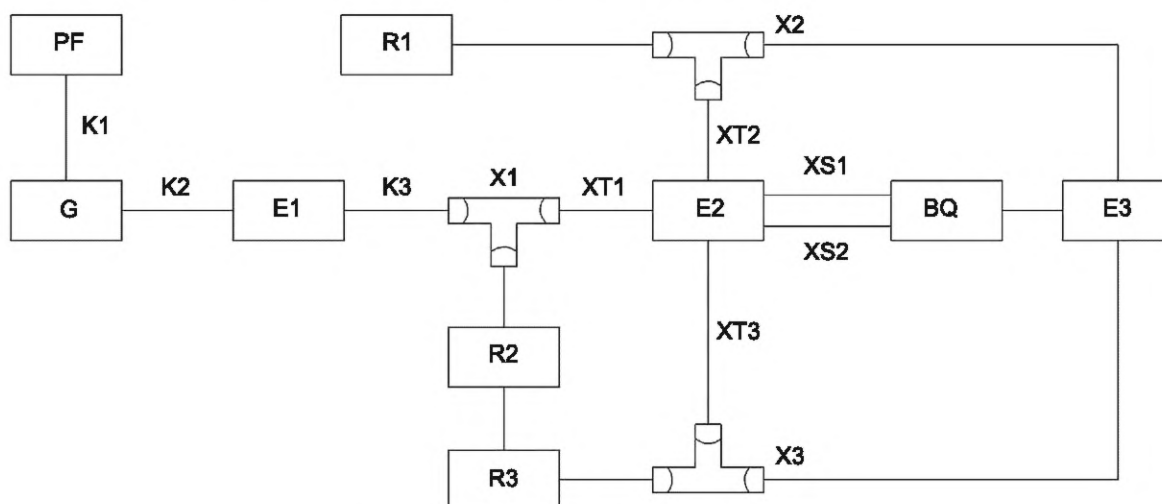 PF
R1
X2
K1
XT2
XS1
G
K2
E1
K3
X1
XT1
E2
BQ
E3
XS2
R2
XT3
R3
X3